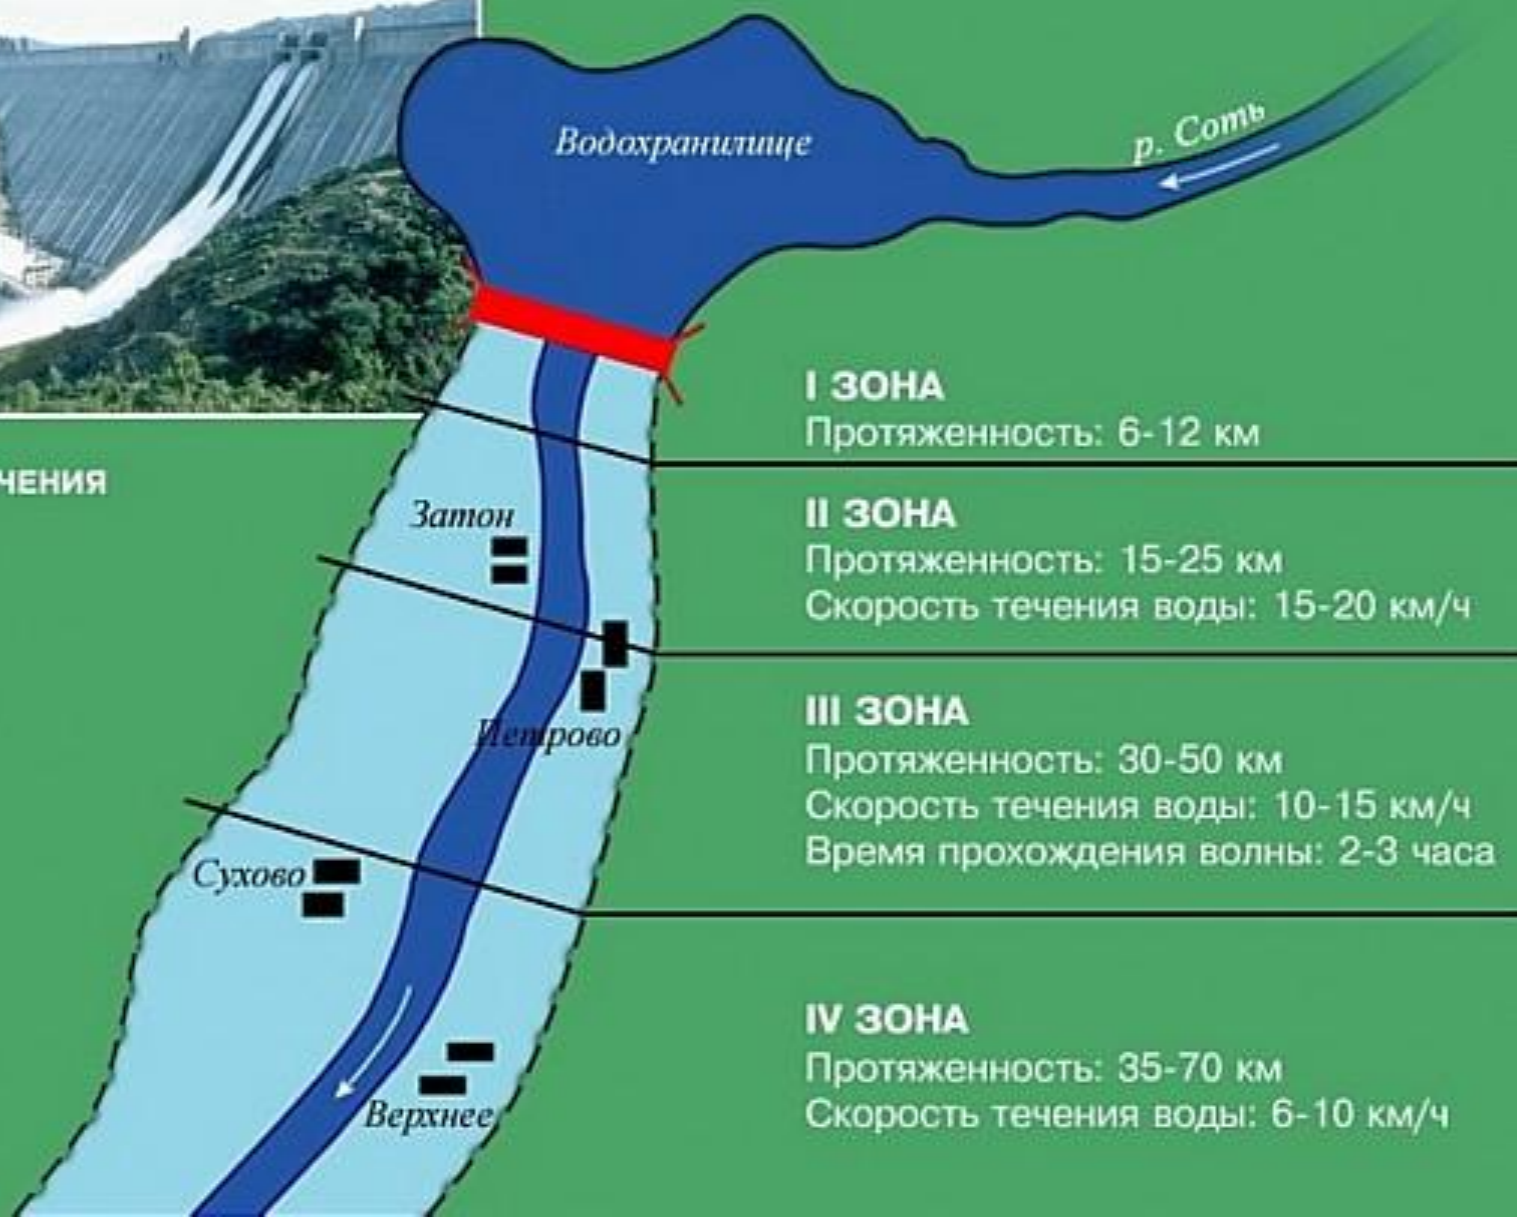 Водохранилище
р. Соть
I ЗОНА
Протяженность: 6-12 км
ЧЕНИЯ
Затон
II ЗОНА
Протяженность: 15-25 км
Скорость течения воды: 15-20 км/ч
Петрово
III ЗОНА
Протяженность: 30-50 км
Скорость течения воды: 10-15 км/ч
Время прохождения волны: 2-3 часа
Сухово
IV ЗОНА
Протяженность: 35-70 км
Скорость течения воды: 6-10 км/ч
Верхнее